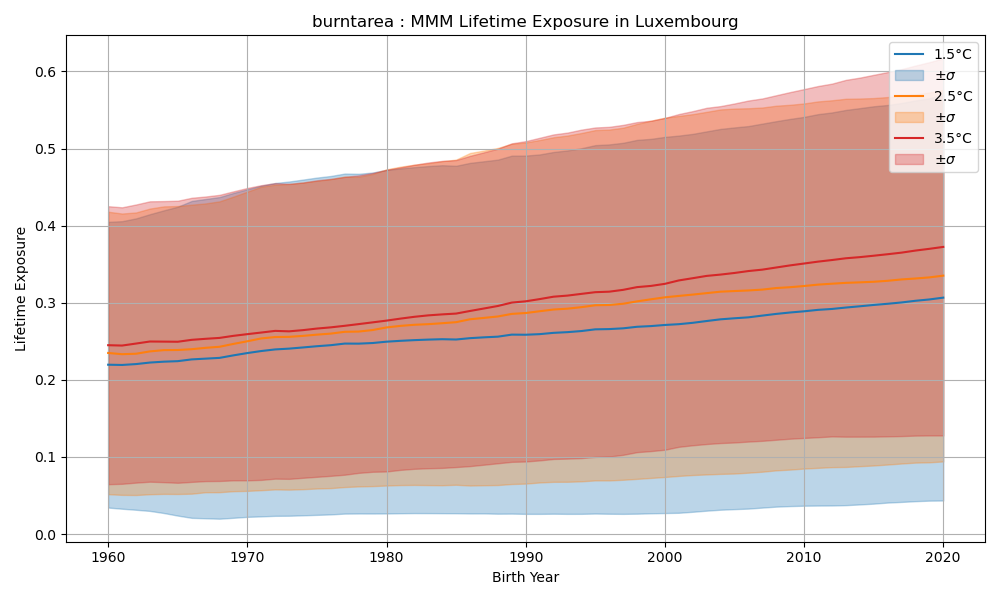 burntarea : MMM Lifetime Exposure in Luxembourg
1.5°C
±σ
2.5°C
±σ
3.5°C
±σ
Lifetime Exposure
0.6
0.5
0.4
0.3
0.2
0.1
0.0
1960 1970 1980 1990 2000 2010 2020
Birth Year